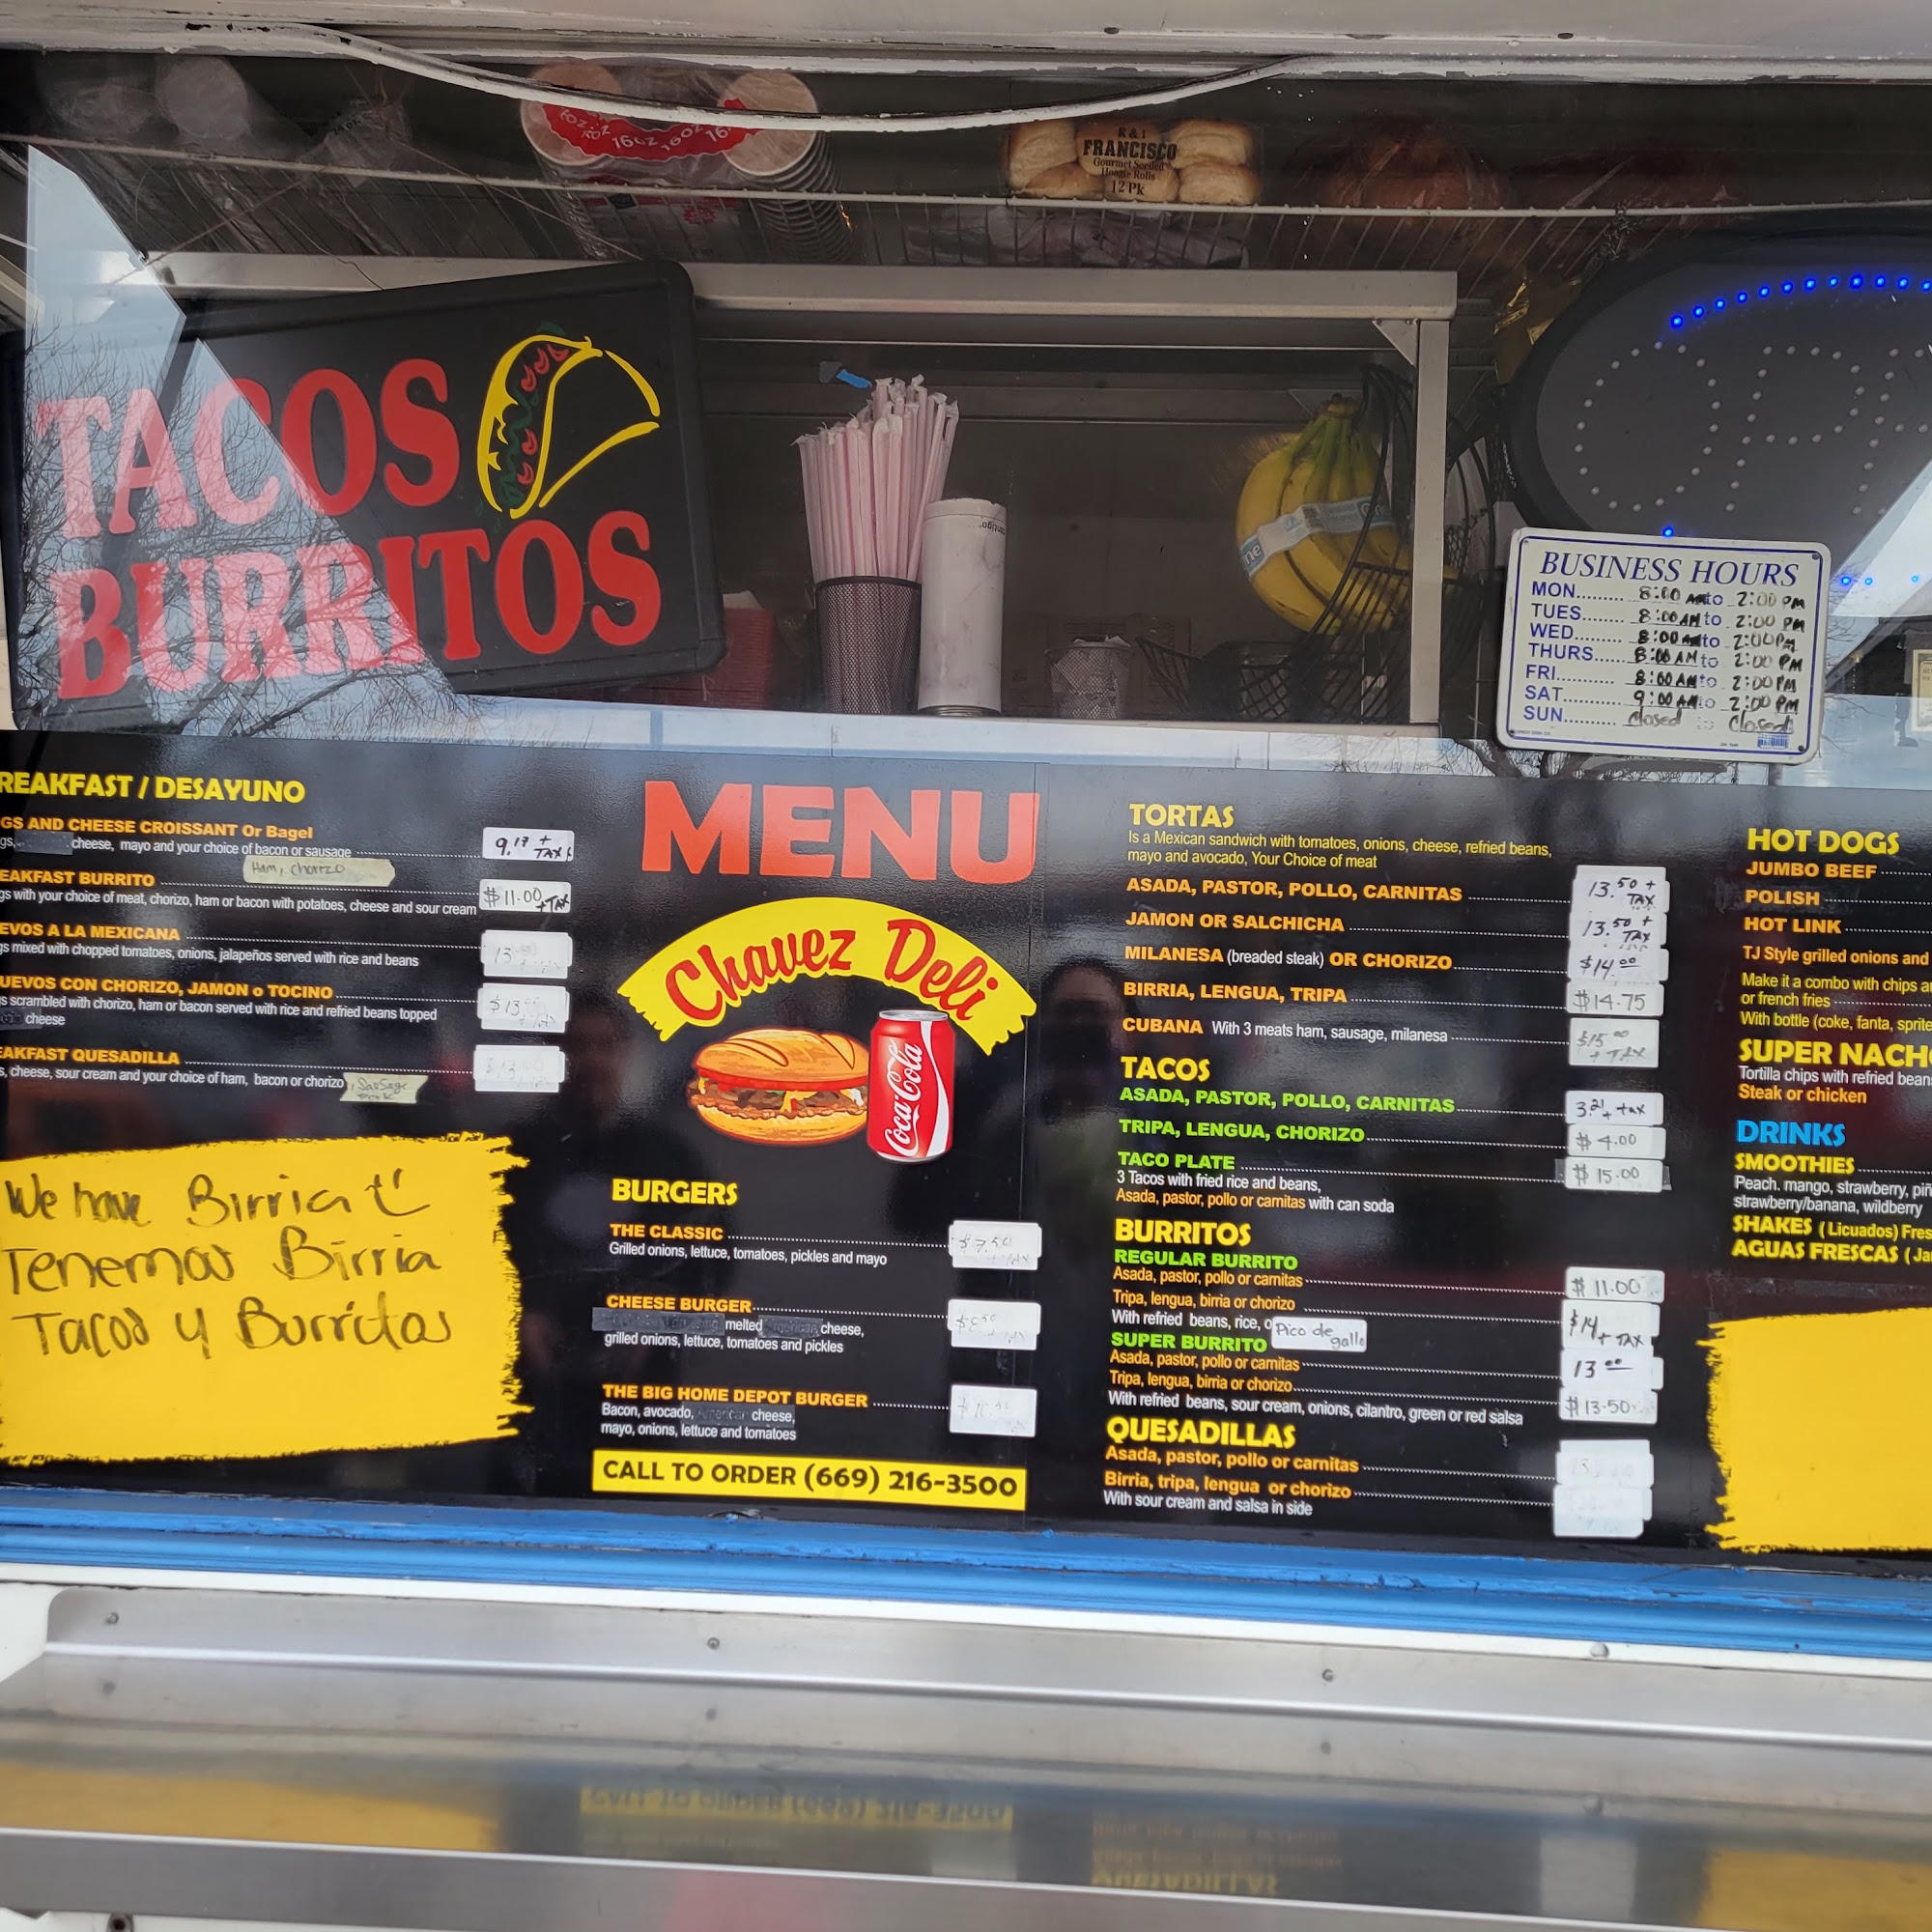 16OZ 16OZ 16
R & I
FRANCISCO
Gourmet Seeded
Hoagie Rolls
12 Pk
TACOS
BURRITOS
OP
BUSINESS HOURS
MON......... 8:00 AM to 2:00 PM
TUES........ 8:00 AM to 2:00 PM
WED......... 8:00 AM to 2:00 PM
THURS...... 8:00 AM to 2:00 PM
FRI........... 8:00 AM to 2:00 PM
SAT........... 9:00 AM to 2:00 PM
SUN.......... closed to closed
REAKFAST / DESAYUNO
GS AND CHEESE CROISSANT Or Bagel 9.17 + TAX
gs, cheese, mayo and your choice of bacon or sausage
Ham, chorizo
EAKFAST BURRITO $11.00 + TAX
gs with your choice of meat, chorizo, ham or bacon with potatoes, cheese and sour cream
EVOS A LA MEXICANA 13
gs mixed with chopped tomatoes, onions, jalapeños served with rice and beans
UEVOS CON CHORIZO, JAMON o TOCINO $13
s scrambled with chorizo, ham or bacon served with rice and refried beans topped
cheese
EAKFAST QUESADILLA
s, cheese, sour cream and your choice of ham, bacon or chorizo, Sausage
We have Birria
Tenemos Birria
Tacos y Burritos
MENU
Chavez Deli
Coca-Cola
BURGERS
THE CLASSIC $7.50
Grilled onions, lettuce, tomatoes, pickles and mayo
CHEESE BURGER
melted cheese,
grilled onions, lettuce, tomatoes and pickles
THE BIG HOME DEPOT BURGER
Bacon, avocado, American cheese,
mayo, onions, lettuce and tomatoes
CALL TO ORDER (669) 216-3500
TORTAS
Is a Mexican sandwich with tomatoes, onions, cheese, refried beans,
mayo and avocado, Your Choice of meat
ASADA, PASTOR, POLLO, CARNITAS 13.50 + TAX
JAMON OR SALCHICHA 13.50 + TAX
MILANESA (breaded steak) OR CHORIZO $14.00
BIRRIA, LENGUA, TRIPA $14.75
CUBANA With 3 meats ham, sausage, milanesa $15.00 + TAX
TACOS
ASADA, PASTOR, POLLO, CARNITAS 3.21 + tax
TRIPA, LENGUA, CHORIZO $4.00
TACO PLATE $15.00
3 Tacos with fried rice and beans,
Asada, pastor, pollo or carnitas with can soda
BURRITOS
REGULAR BURRITO
Asada, pastor, pollo or carnitas $11.00
Tripa, lengua, birria or chorizo $14 + TAX
With refried beans, rice, o Pico de gallo
SUPER BURRITO
Asada, pastor, pollo or carnitas 13.00
Tripa, lengua, birria or chorizo $13.50
With refried beans, sour cream, onions, cilantro, green or red salsa
QUESADILLAS
Asada, pastor, pollo or carnitas
Birria, tripa, lengua or chorizo
With sour cream and salsa in side
HOT DOGS
JUMBO BEEF
POLISH
HOT LINK
TJ Style grilled onions and
Make it a combo with chips a
or french fries
With bottle (coke, fanta, sprite
SUPER NACH
Tortilla chips with refried bean
Steak or chicken
DRINKS
SMOOTHIES
Peach. mango, strawberry, piñ
strawberry/banana, wildberry
SHAKES (Licuados) Fres
AGUAS FRESCAS (Ja